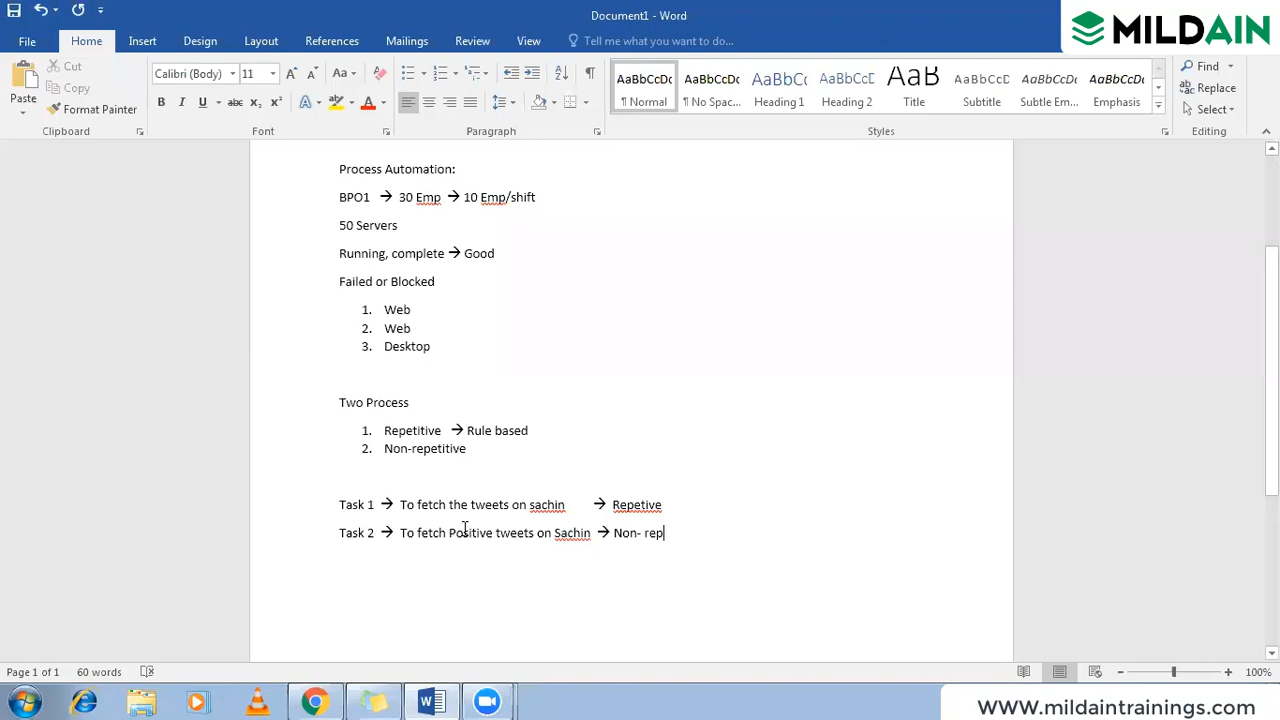 Document1 - Word
MILDAIN
File Home Insert Design Layout References Mailings Review View Tell me what you want to do...
Paste
Cut
Copy
Format Painter
Calibri (Body) 11
AaBbCcDc ¶ Normal
AaBbCcDc ¶ No Spac...
AaBbCc Heading 1
AaBbCcD Heading 2
AaB Title
AaBbCcD Subtitle
AaBbCcDc Subtle Em...
AaBbCcDc Emphasis
Find
Replace
Select
Clipboard Font Paragraph Styles Editing
Process Automation:
BPO1 → 30 Emp → 10 Emp/shift
50 Servers
Running, complete → Good
Failed or Blocked
1. Web
2. Web
3. Desktop
Two Process
1. Repetitive → Rule based
2. Non-repetitive
Task 1 → To fetch the tweets on sachin → Repetive
Task 2 → To fetch Positive tweets on Sachin → Non- rep
Page 1 of 1 60 words 100%
www.mildaintrainings.com